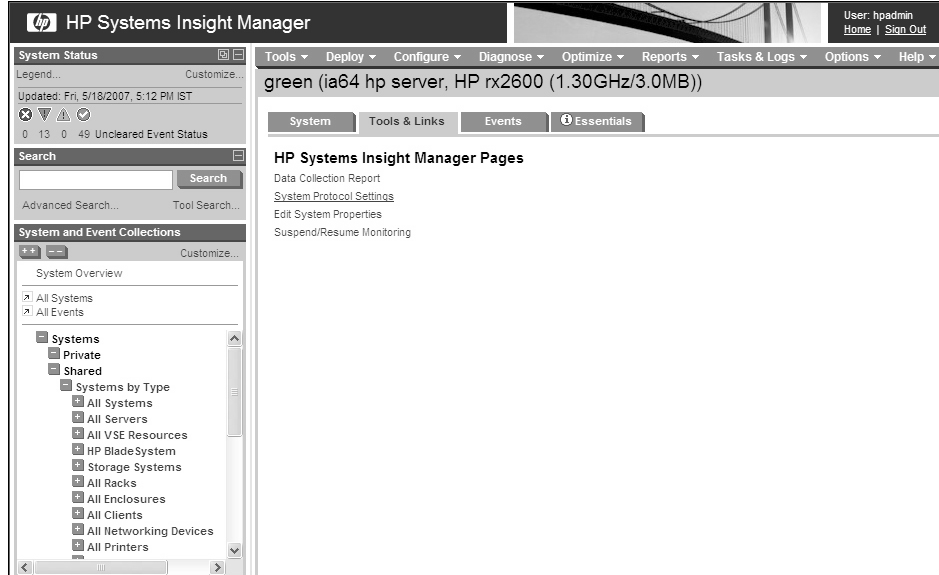 hp HP Systems Insight Manager
User: hpadmin
Home | Sign Out
System Status
Legend... Customize...
Updated: Fri, 5/18/2007, 5:12 PM IST
0 13 0 49 Uncleared Event Status
Search
Search
Advanced Search... Tool Search...
System and Event Collections
++ -- Customize...
System Overview
All Systems
All Events
Systems
Private
Shared
Systems by Type
All Systems
All Servers
All VSE Resources
HP BladeSystem
Storage Systems
All Racks
All Enclosures
All Clients
All Networking Devices
All Printers
Tools Deploy Configure Diagnose Optimize Reports Tasks & Logs Options Help
green (ia64 hp server, HP rx2600 (1.30GHz/3.0MB))
System Tools & Links Events Essentials
HP Systems Insight Manager Pages
Data Collection Report
System Protocol Settings
Edit System Properties
Suspend/Resume Monitoring